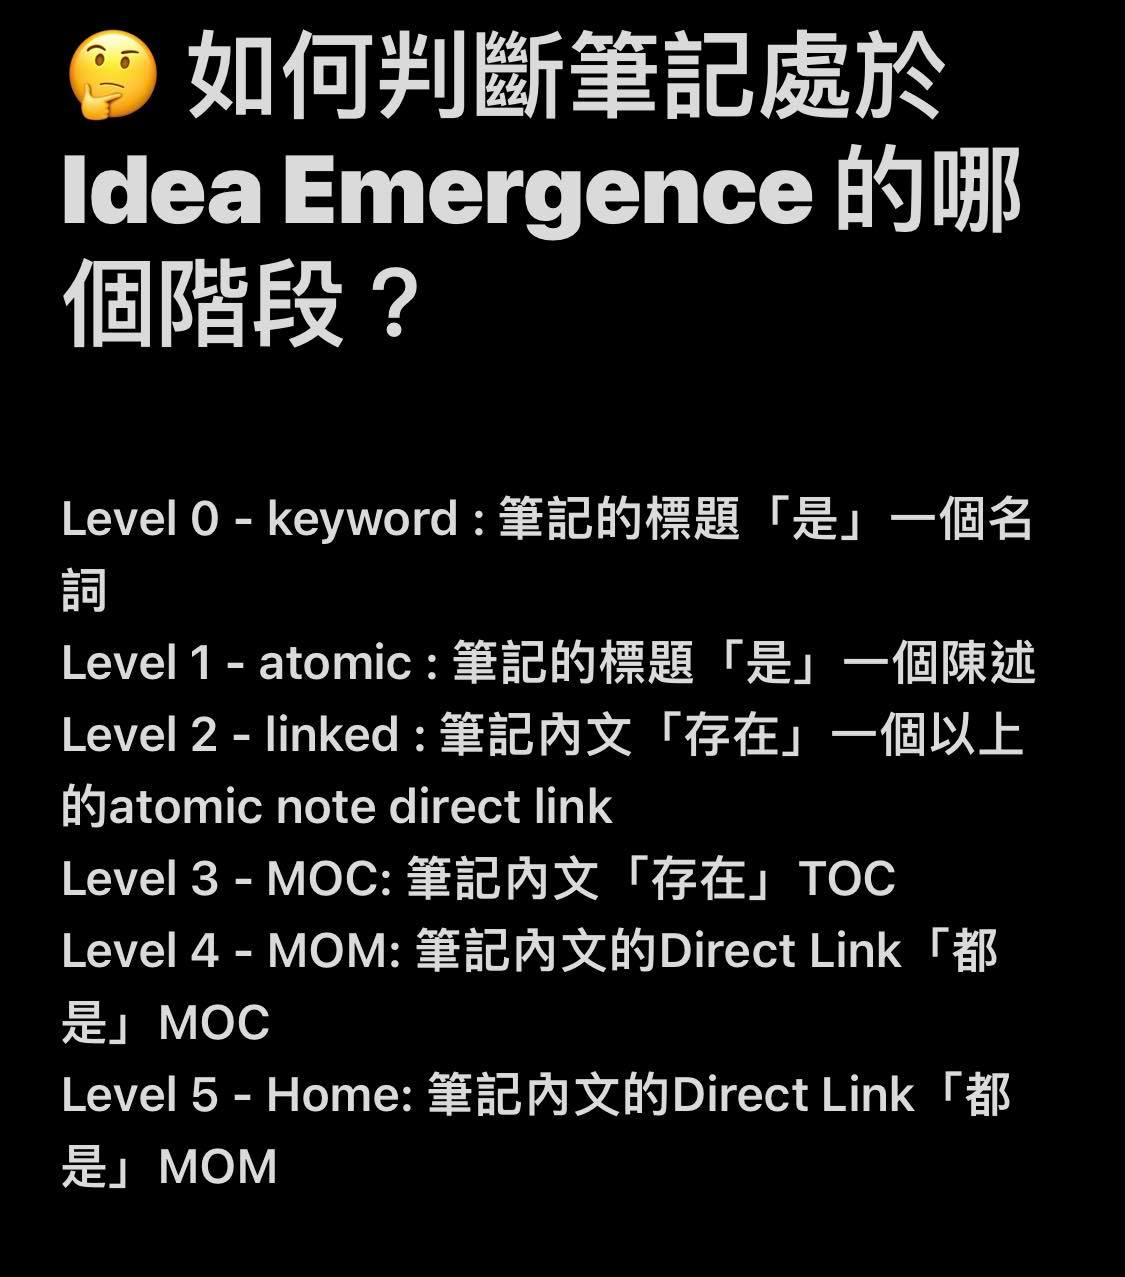 🤔 如何判斷筆記處於
Idea Emergence 的哪
個階段？
Level 0 - keyword : 筆記的標題「是」一個名
詞
Level 1 - atomic : 筆記的標題「是」一個陳述
Level 2 - linked : 筆記內文「存在」一個以上
的atomic note direct link
Level 3 - MOC: 筆記內文「存在」TOC
Level 4 - MOM: 筆記內文的Direct Link「都
是」MOC
Level 5 - Home: 筆記內文的Direct Link「都
是」MOM